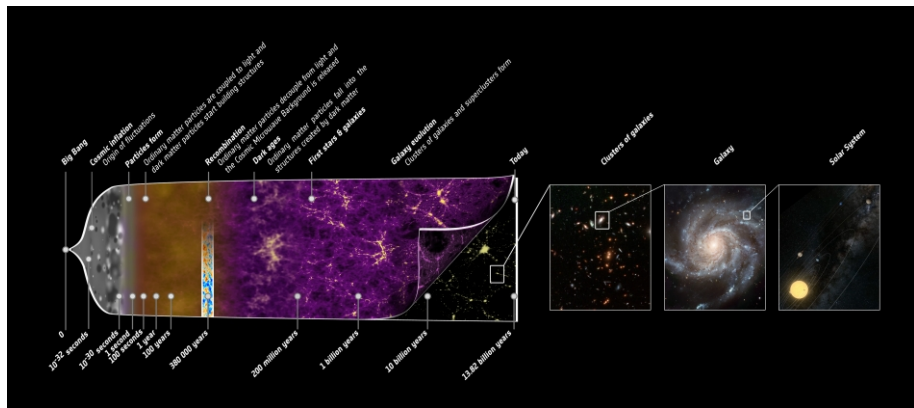 Big Bang
Cosmic inflation
Origin of fluctuations
Particles form
Ordinary matter particles are coupled to light and
dark matter particles start building structures
Recombination
Ordinary matter particles decouple from light and
the Cosmic Microwave Background is released
Dark ages
Ordinary matter particles fall into the
structures created by dark matter
First stars & galaxies
Galaxy evolution
Clusters of galaxies and superclusters form
Today
Clusters of galaxies
Galaxy
Solar System
0
10-32 seconds
10-30 seconds
1 second
100 seconds
1 year
100 years
380 000 years
200 million years
1 billion years
10 billion years
13.82 billion years